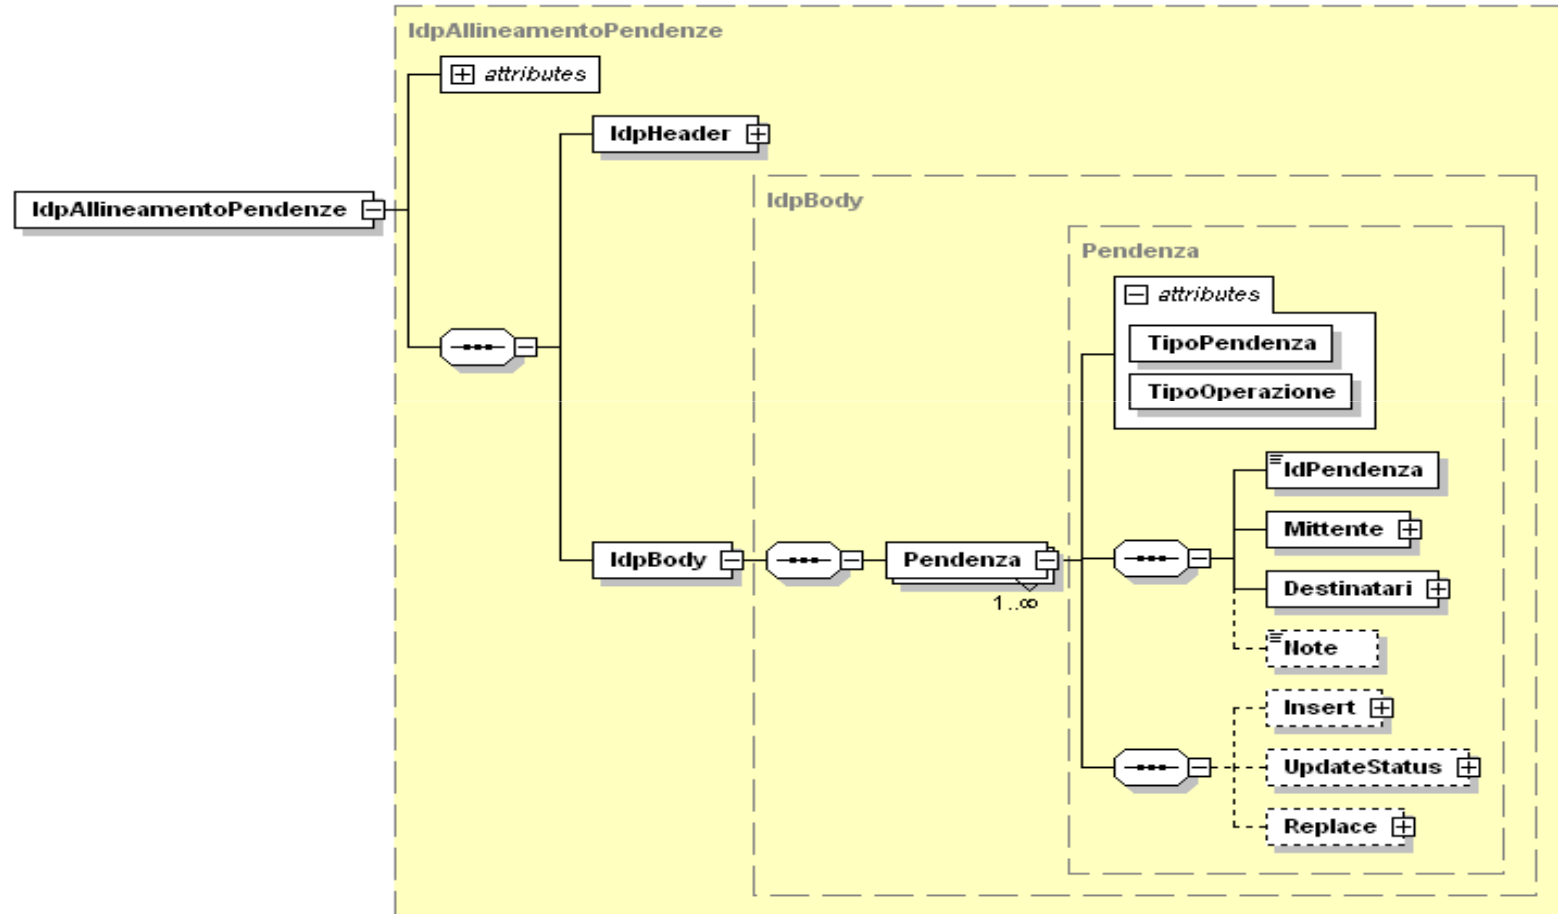 IdpAllineamentoPendenze
attributes
IdpHeader
IdpAllineamentoPendenze
IdpBody
Pendenza
attributes
TipoPendenza
TipoOperazione
IdPendenza
Mittente
IdpBody
Pendenza
1..∞
Destinatari
Note
Insert
UpdateStatus
Replace